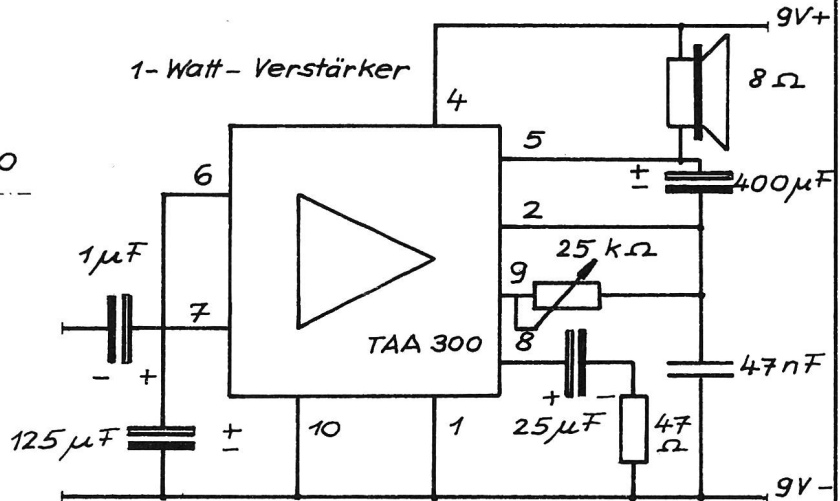 9V+
1-Watt-Verstärker
8Ω
4
5
0
6
+
-
400µF
2
25 kΩ
1µF
9
7
TAA 300
8
- +
47nF
+ -
125µF
+
-
10
1
25µF
47
Ω
9V-